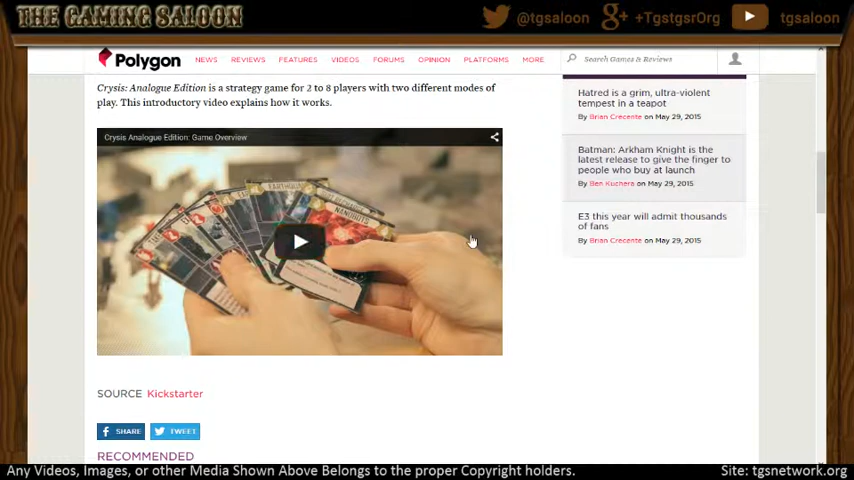 THE GAMING SALOON
@tgsaloon
+TgstgsrOrg
tgsaloon
Polygon
NEWS
REVIEWS
FEATURES
VIDEOS
FORUMS
OPINION
PLATFORMS
MORE
Search Games & Reviews
Crysis: Analogue Edition is a strategy game for 2 to 8 players with two different modes of
play. This introductory video explains how it works.
Crysis Analogue Edition: Game Overview
NANOBOTS
SOURCE Kickstarter
SHARE
TWEET
RECOMMENDED
Hatred is a grim, ultra-violent
tempest in a teapot
By Brian Crecente on May 29, 2015
Batman: Arkham Knight is the
latest release to give the finger to
people who buy at launch
By Ben Kuchera on May 29, 2015
E3 this year will admit thousands
of fans
By Brian Crecente on May 29, 2015
Any Videos, Images, or other Media Shown Above Belongs to the proper Copyright holders.
Site: tgsnetwork.org